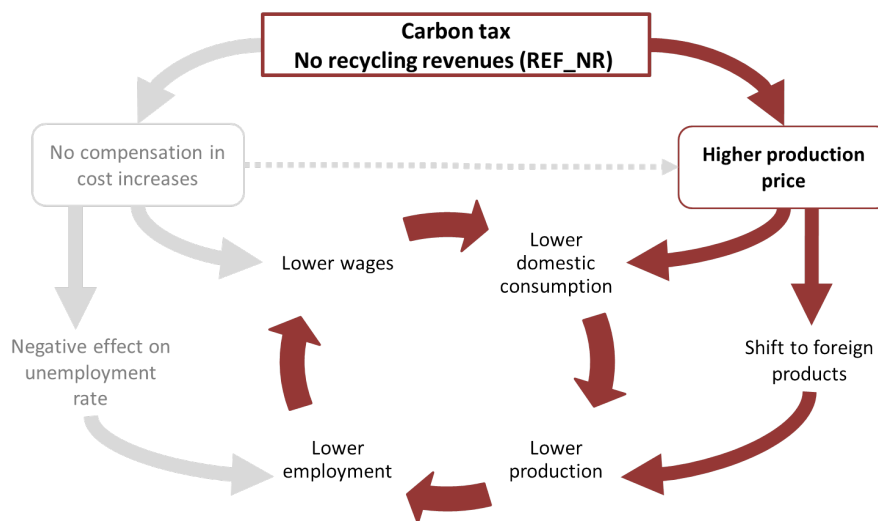 Carbon tax
No recycling revenues (REF_NR)
No compensation in
cost increases
Higher production
price
Lower wages
Lower
domestic
consumption
Negative effect on
unemployment
rate
Shift to foreign
products
Lower
employment
Lower
production